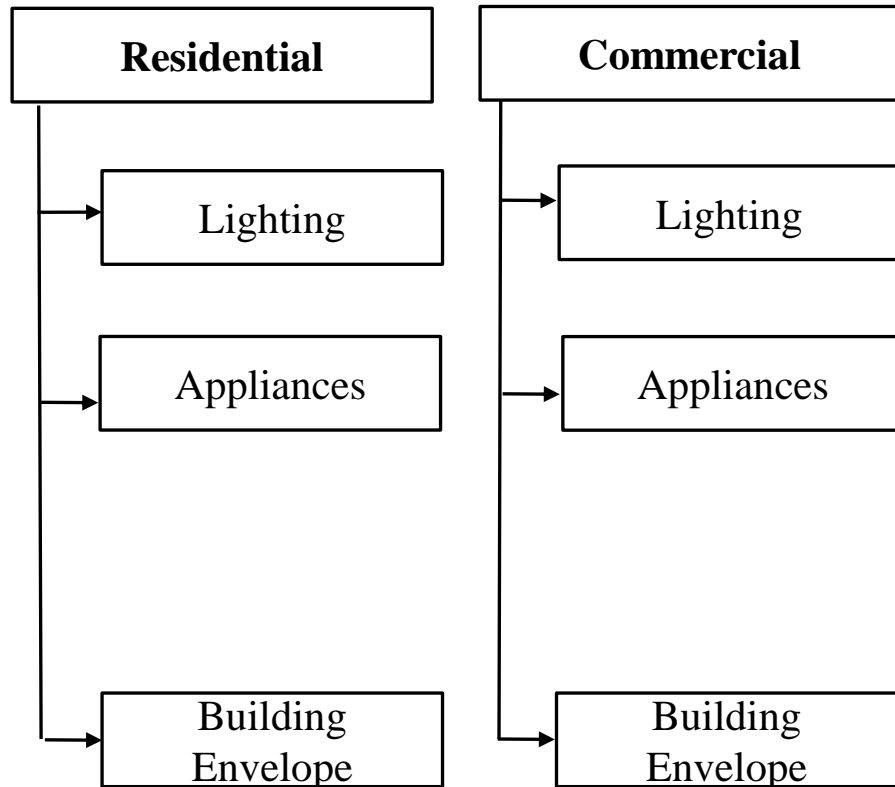 Residential
Lighting
Appliances
Building
Envelope
Commercial
Lighting
Appliances
Building
Envelope